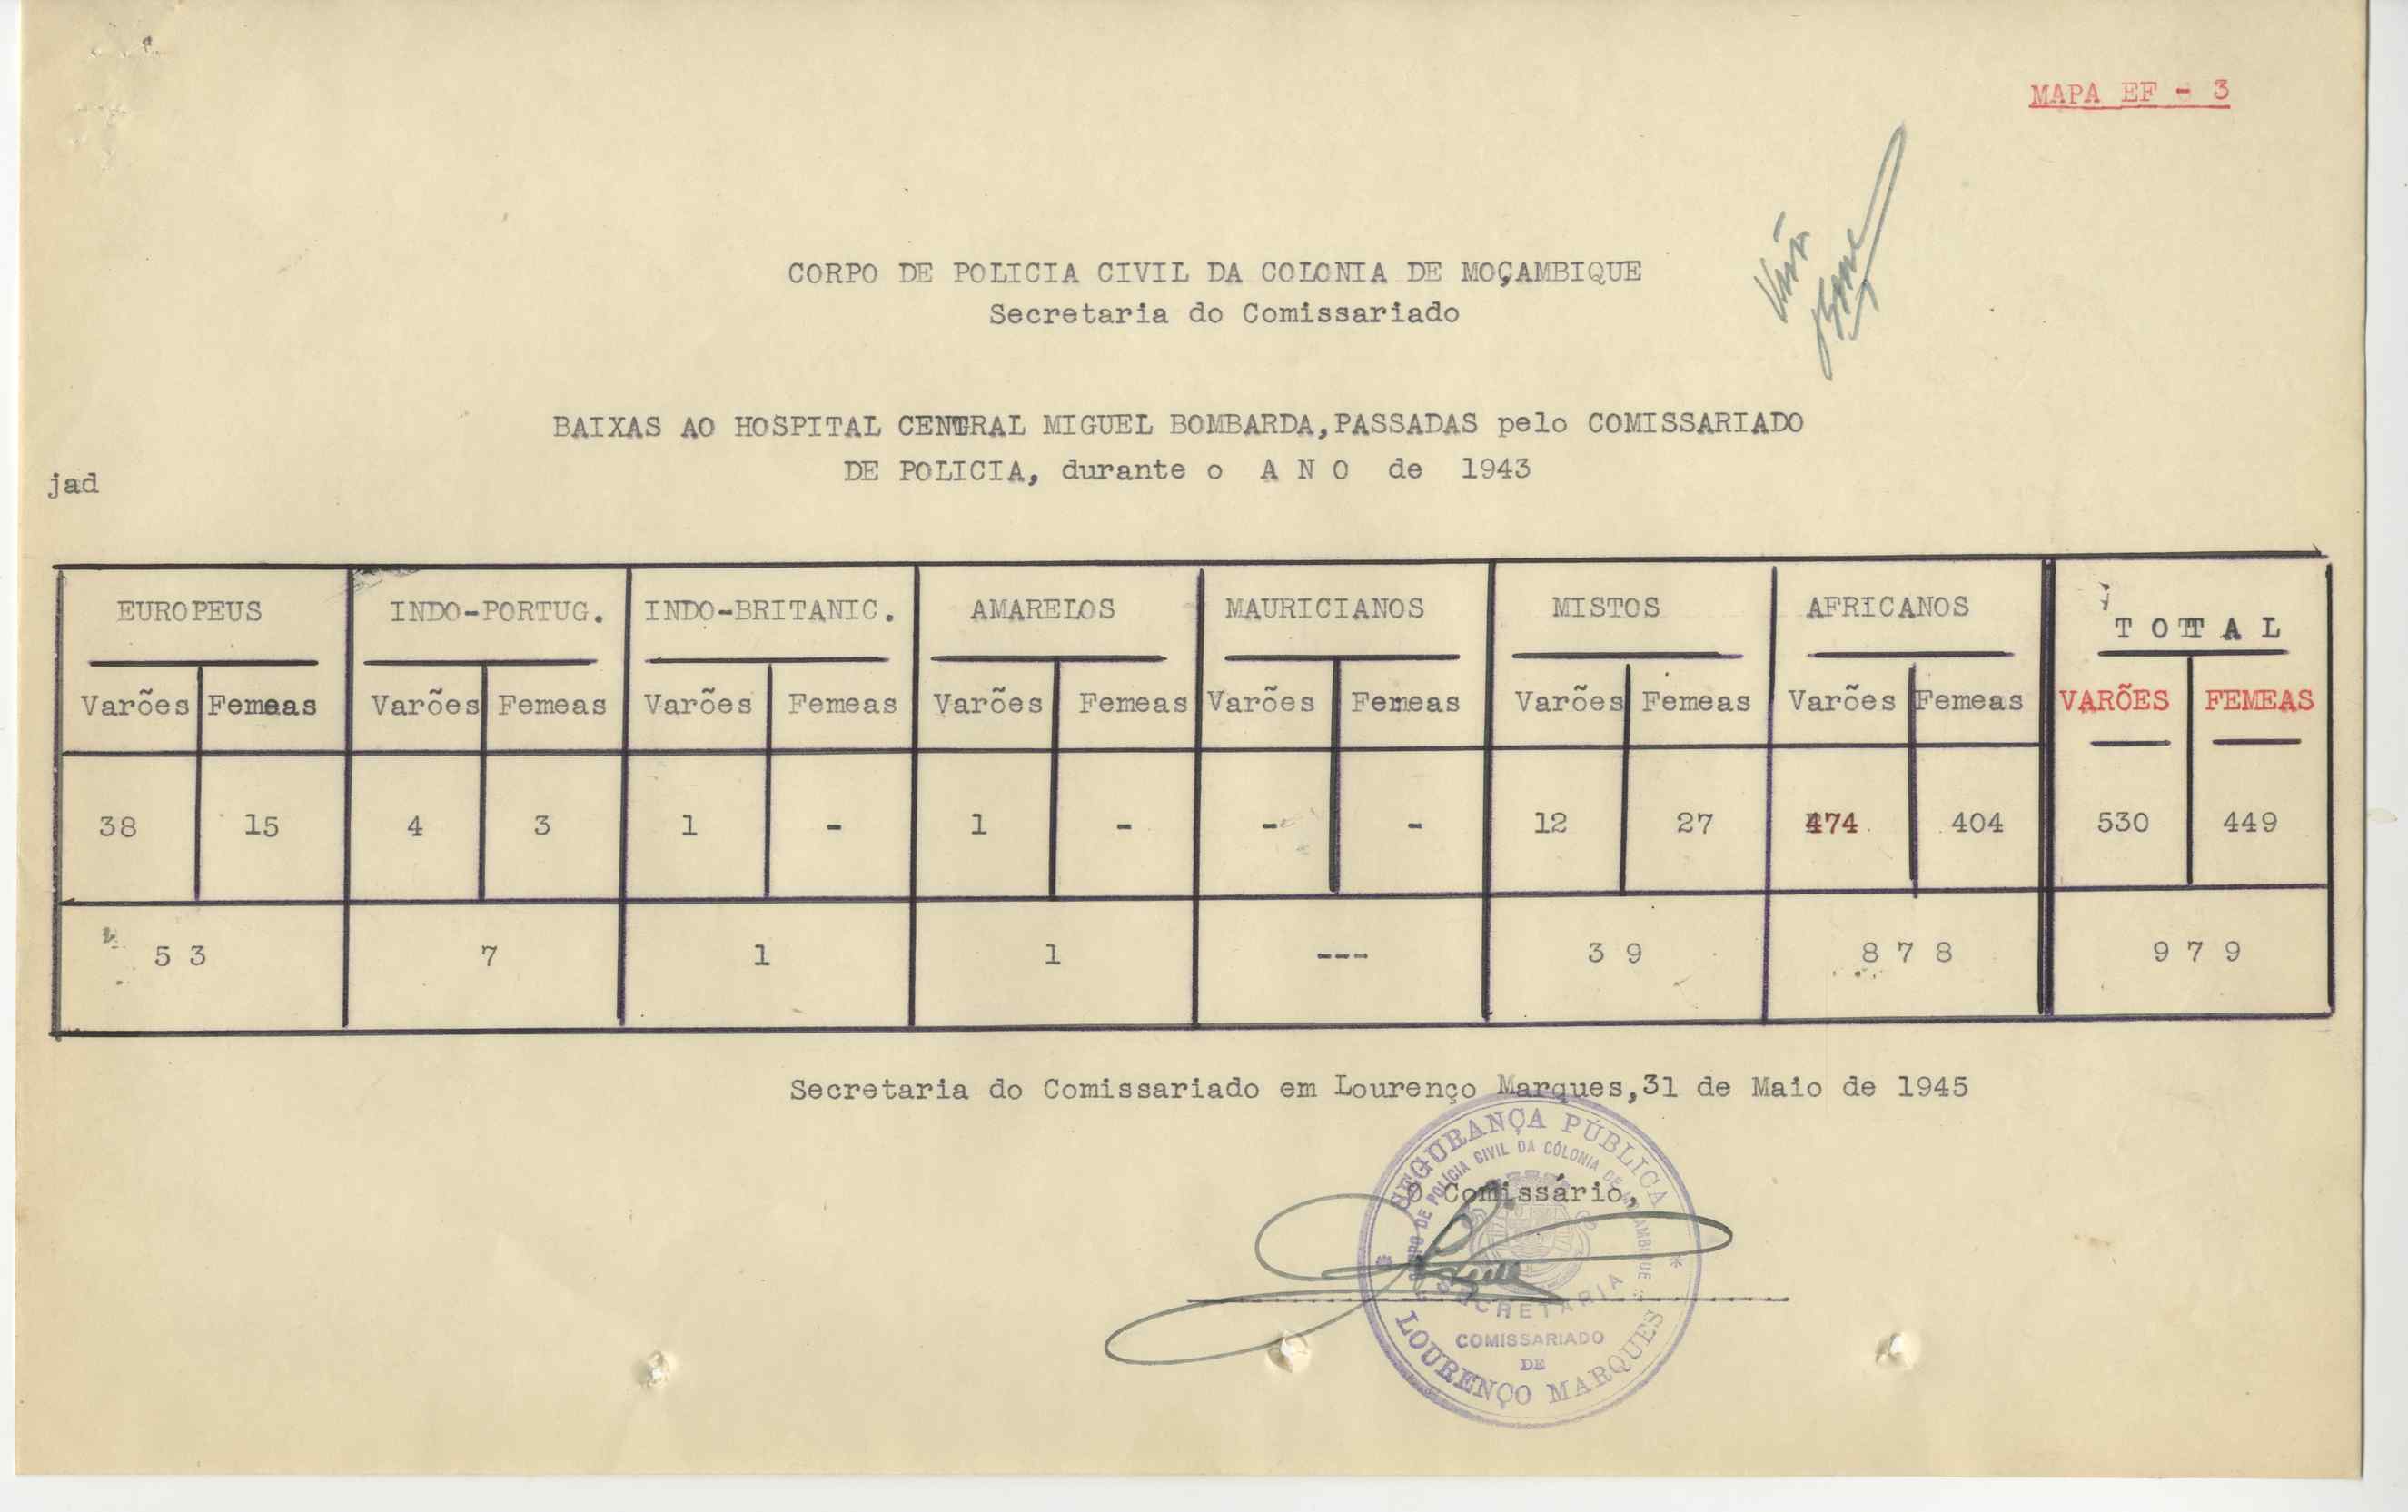 MAPA EF - 3
CORPO DE POLICIA CIVIL DA COLONIA DE MOÇAMBIQUE
Secretaria do Comissariado
BAIXAS AO HOSPITAL CENTRAL MIGUEL BOMBARDA,PASSADAS pelo COMISSARIADO
DE POLICIA, durante o A N O de 1943
jad
EUROPEUS INDO-PORTUG. INDO-BRITANIC. AMARELOS MAURICIANOS MISTOS AFRICANOS T O T A L
Varões Femeas Varões Femeas Varões Femeas Varões Femeas Varões Femeas Varões Femeas Varões Femeas VARÕES FEMEAS
38 15 4 3 1 - 1 - - - 12 27 474 404 530 449
5 3 7 1 1 --- 3 9 8 7 8 9 7 9
Secretaria do Comissariado em Lourenço Marques,31 de Maio de 1945
O Comissário,
SEGURANÇA PÚBLICA
CORPO DE POLÍCIA CIVIL DA COLONIA DE MOÇAMBIQUE
SECRETARIA
COMISSARIADO
DE
LOURENÇO MARQUES